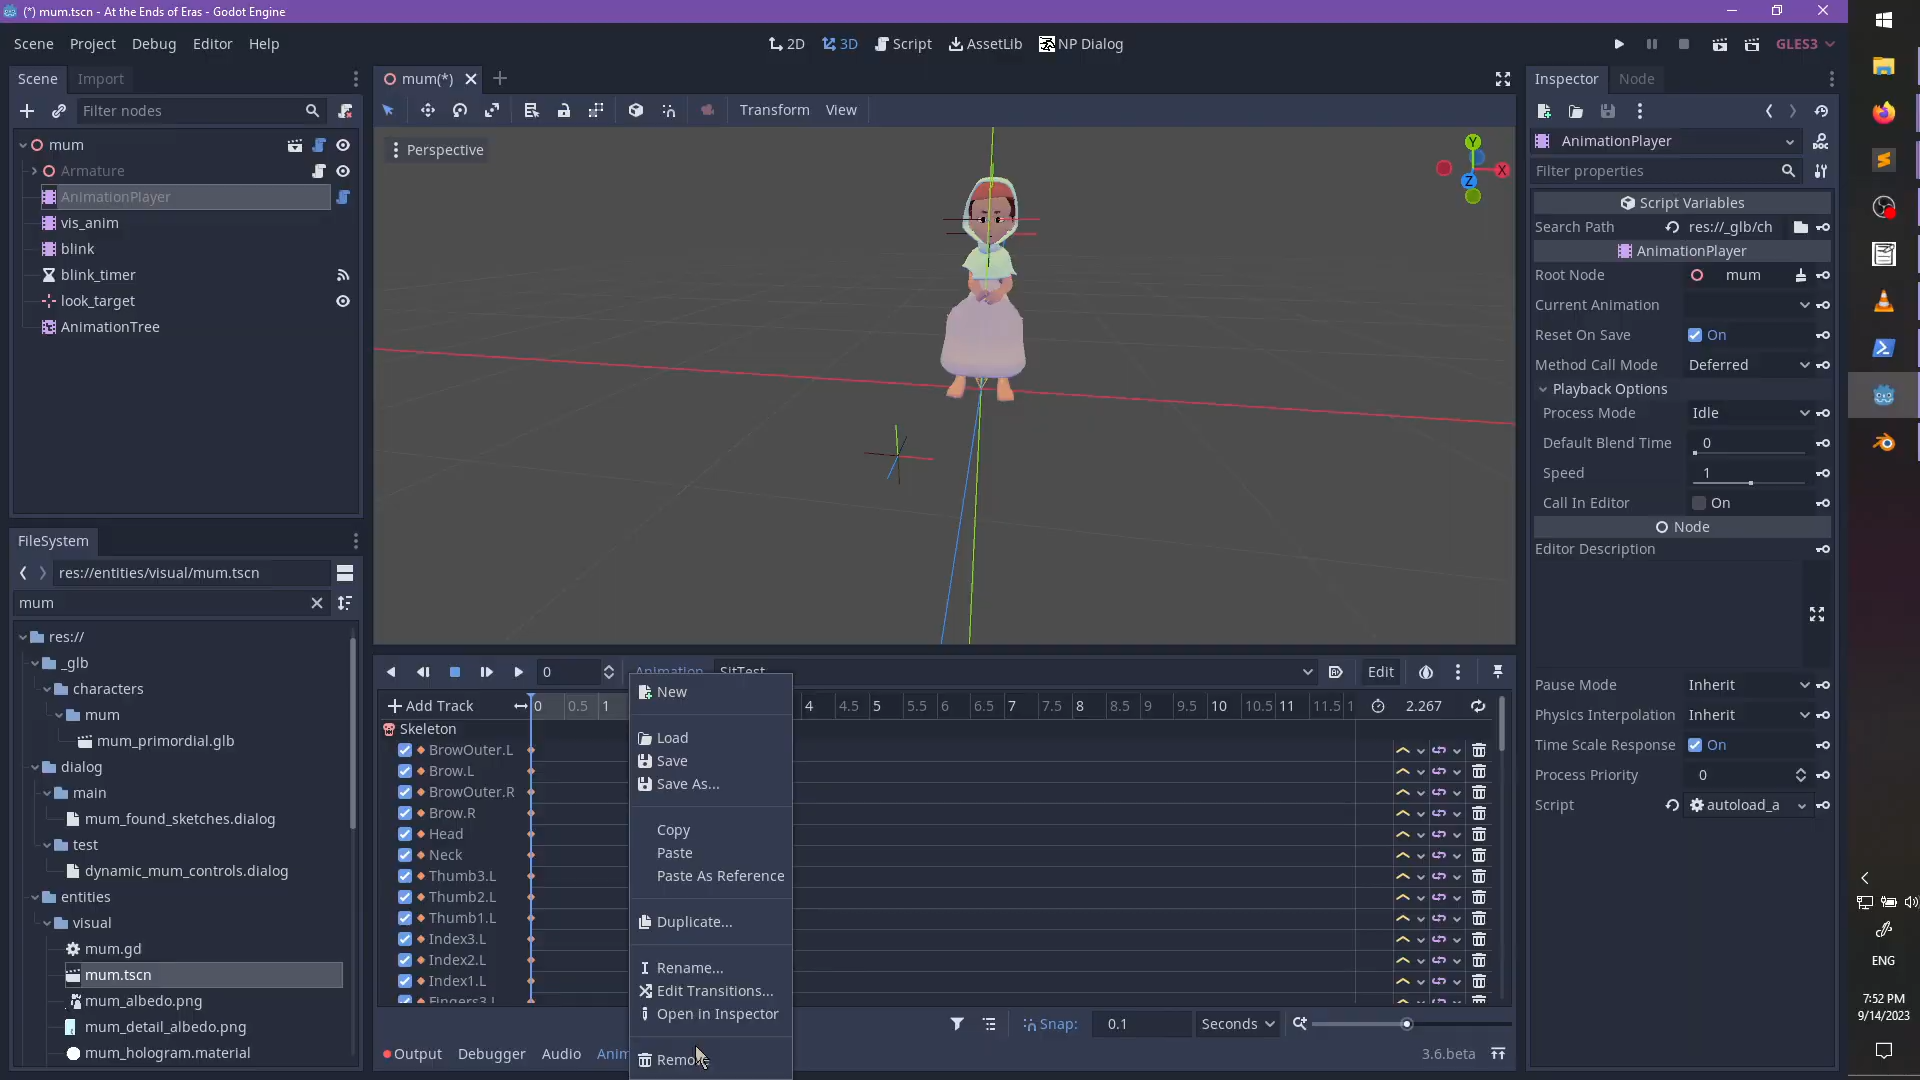 (*) mum.tscn - At the Ends of Eras - Godot Engine
Scene Project Debug Editor Help
2D 3D Script AssetLib NP Dialog
GLES3
Scene Import
Filter nodes
mum
Armature
AnimationPlayer
vis_anim
blink
blink_timer
look_target
AnimationTree
FileSystem
res://entities/visual/mum.tscn
mum
res://
_glb
characters
mum
mum_primordial.glb
dialog
main
mum_found_sketches.dialog
test
dynamic_mum_controls.dialog
entities
visual
mum.gd
mum.tscn
mum_albedo.png
mum_detail_albedo.png
mum_hologram.material
mum(*)
Transform View
Perspective
Y
X
Z
0 Animation SitTest Edit
Add Track 0 0.5 1 4 4.5 5 5.5 6 6.5 7 7.5 8 8.5 9 9.5 10 10.5 11 11.5 1 2.267
Skeleton
BrowOuter.L
Brow.L
BrowOuter.R
Brow.R
Head
Neck
Thumb3.L
Thumb2.L
Thumb1.L
Index3.L
Index2.L
Index1.L
Fingers3.L
New
Load
Save
Save As...
Copy
Paste
Paste As Reference
Duplicate...
Rename...
Edit Transitions...
Open in Inspector
Snap: 0.1 Seconds
Output Debugger Audio Anim
3.6.beta
Inspector Node
AnimationPlayer
Filter properties
Script Variables
Search Path res://_glb/ch
AnimationPlayer
Root Node mum
Current Animation
Reset On Save On
Method Call Mode Deferred
Playback Options
Process Mode Idle
Default Blend Time 0
Speed 1
Call In Editor On
Node
Editor Description
Pause Mode Inherit
Physics Interpolation Inherit
Time Scale Response On
Process Priority 0
Script autoload_a
ENG
7:52 PM
9/14/2023